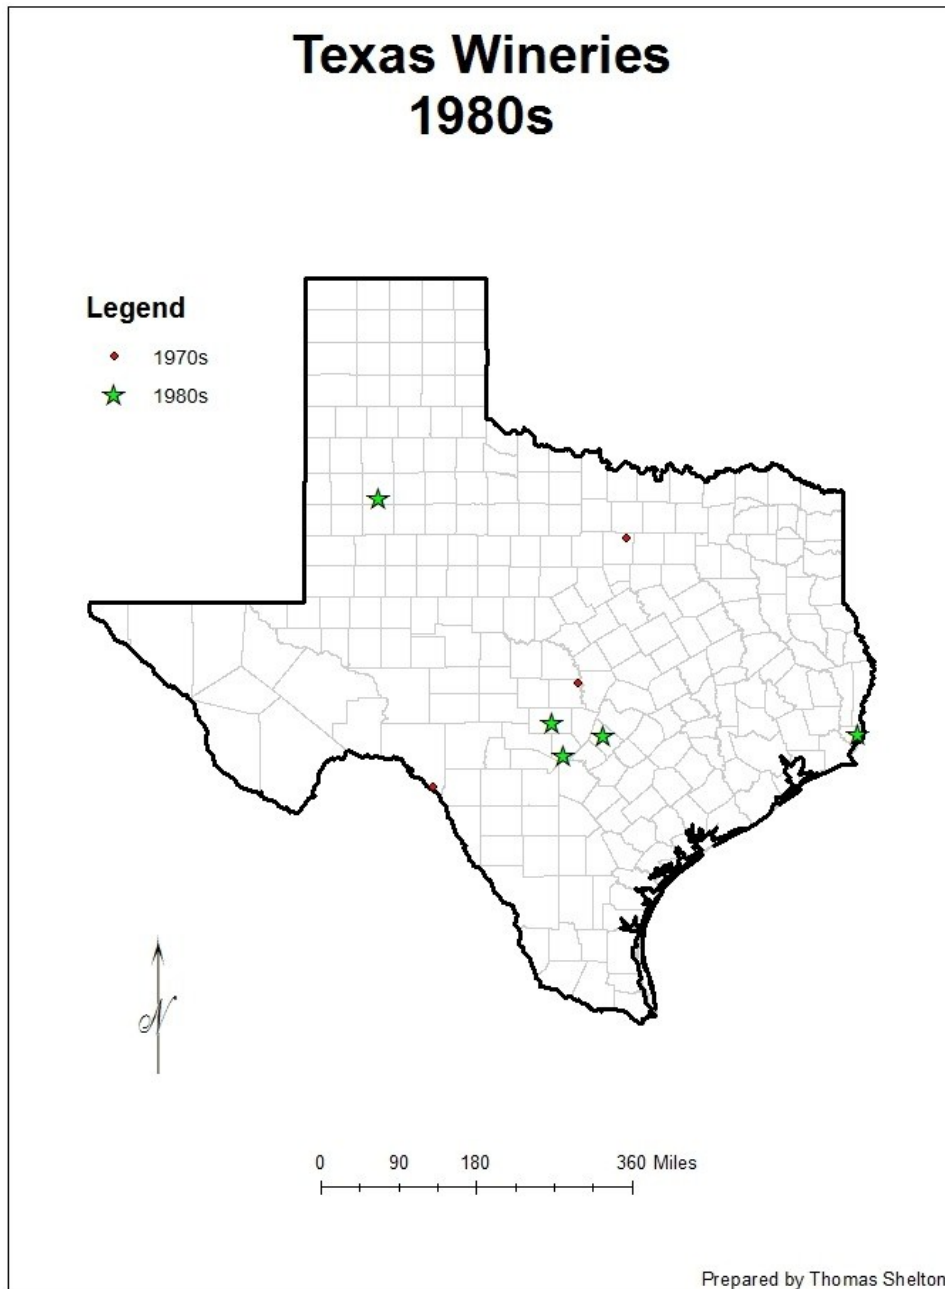 Texas Wineries
1980s
Legend
1970s
1980s
N
0 90 180 360 Miles
Prepared by Thomas Shelton